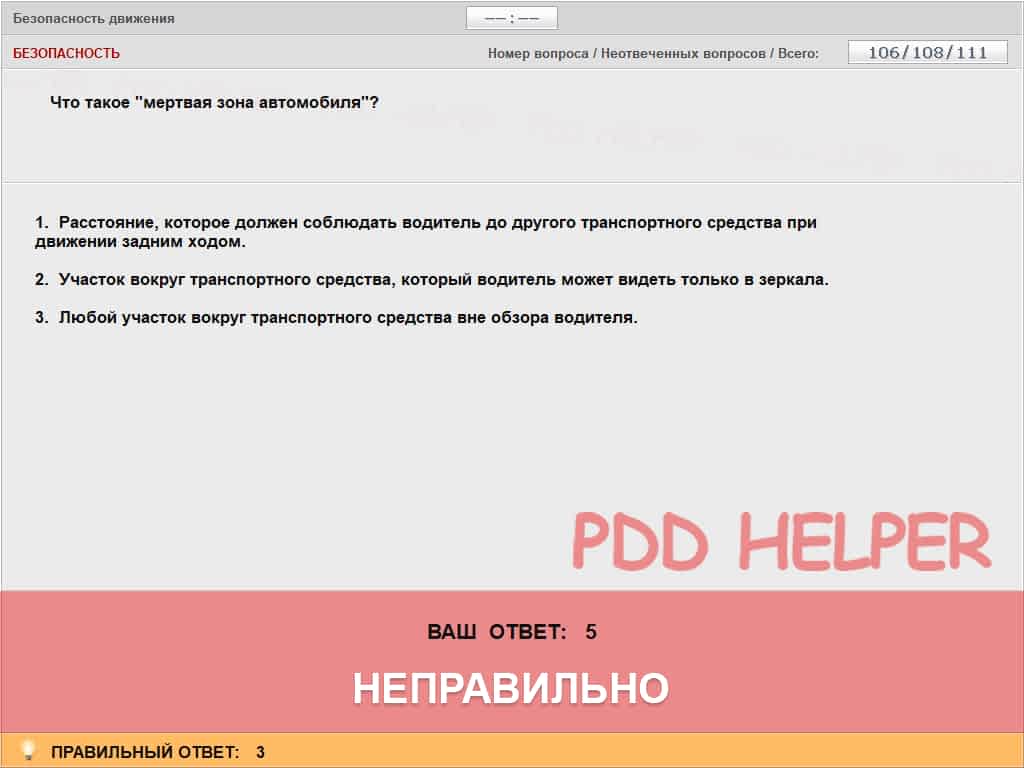 Безопасность движения
—— : ——
БЕЗОПАСНОСТЬ
Номер вопроса / Неотвеченных вопросов / Всего:
106/108/111
Что такое "мертвая зона автомобиля"?
1. Расстояние, которое должен соблюдать водитель до другого транспортного средства при
движении задним ходом.
2. Участок вокруг транспортного средства, который водитель может видеть только в зеркала.
3. Любой участок вокруг транспортного средства вне обзора водителя.
PDD HELPER
ВАШ ОТВЕТ: 5
НЕПРАВИЛЬНО
ПРАВИЛЬНЫЙ ОТВЕТ: 3